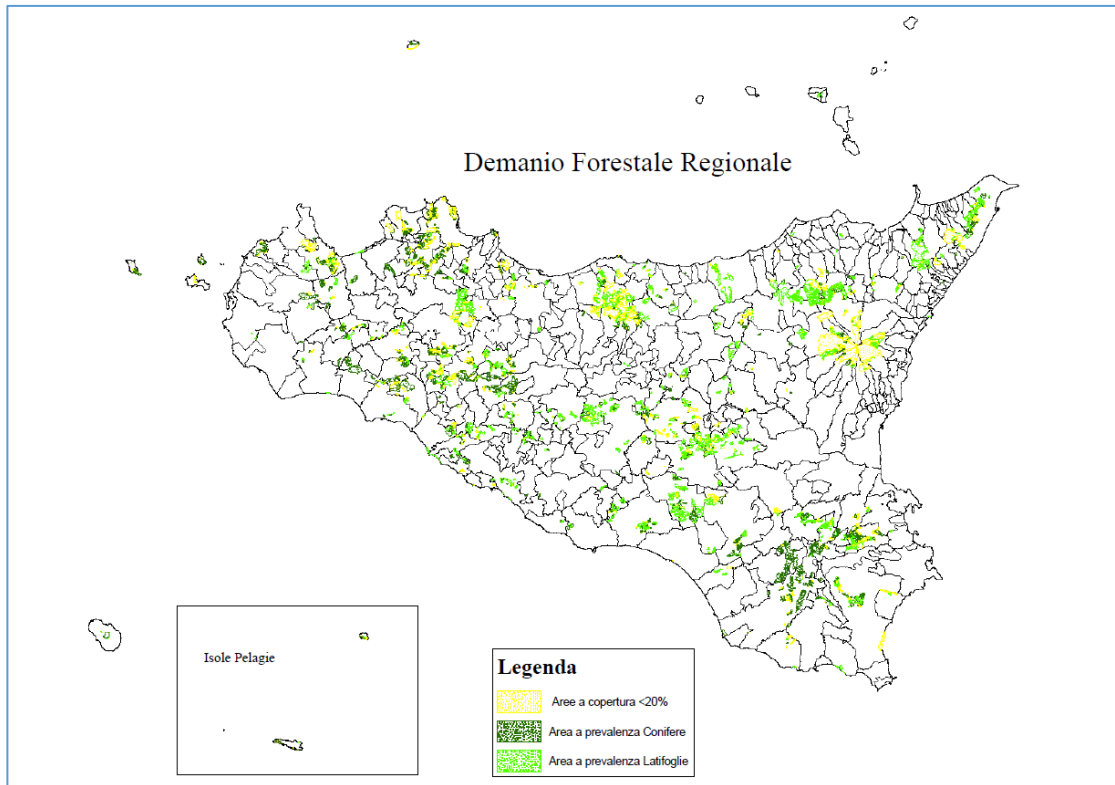 Demanio Forestale Regionale
Isole Pelagie
Legenda
Aree a copertura <20%
Area a prevalenza Conifere
Area a prevalenza Latifoglie